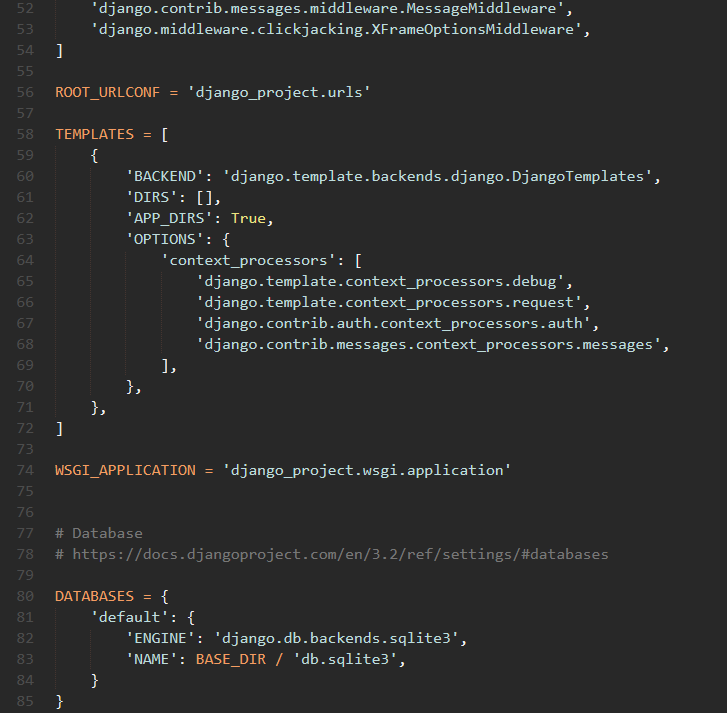 52 'django.contrib.messages.middleware.MessageMiddleware',
53 'django.middleware.clickjacking.XFrameOptionsMiddleware',
54 ]
55
56 ROOT_URLCONF = 'django_project.urls'
57
58 TEMPLATES = [
59     {
60         'BACKEND': 'django.template.backends.django.DjangoTemplates',
61         'DIRS': [],
62         'APP_DIRS': True,
63         'OPTIONS': {
64             'context_processors': [
65                 'django.template.context_processors.debug',
66                 'django.template.context_processors.request',
67                 'django.contrib.auth.context_processors.auth',
68                 'django.contrib.messages.context_processors.messages',
69             ],
70         },
71     },
72 ]
73
74 WSGI_APPLICATION = 'django_project.wsgi.application'
75
76
77 # Database
78 # https://docs.djangoproject.com/en/3.2/ref/settings/#databases
79
80 DATABASES = {
81     'default': {
82         'ENGINE': 'django.db.backends.sqlite3',
83         'NAME': BASE_DIR / 'db.sqlite3',
84     }
85 }